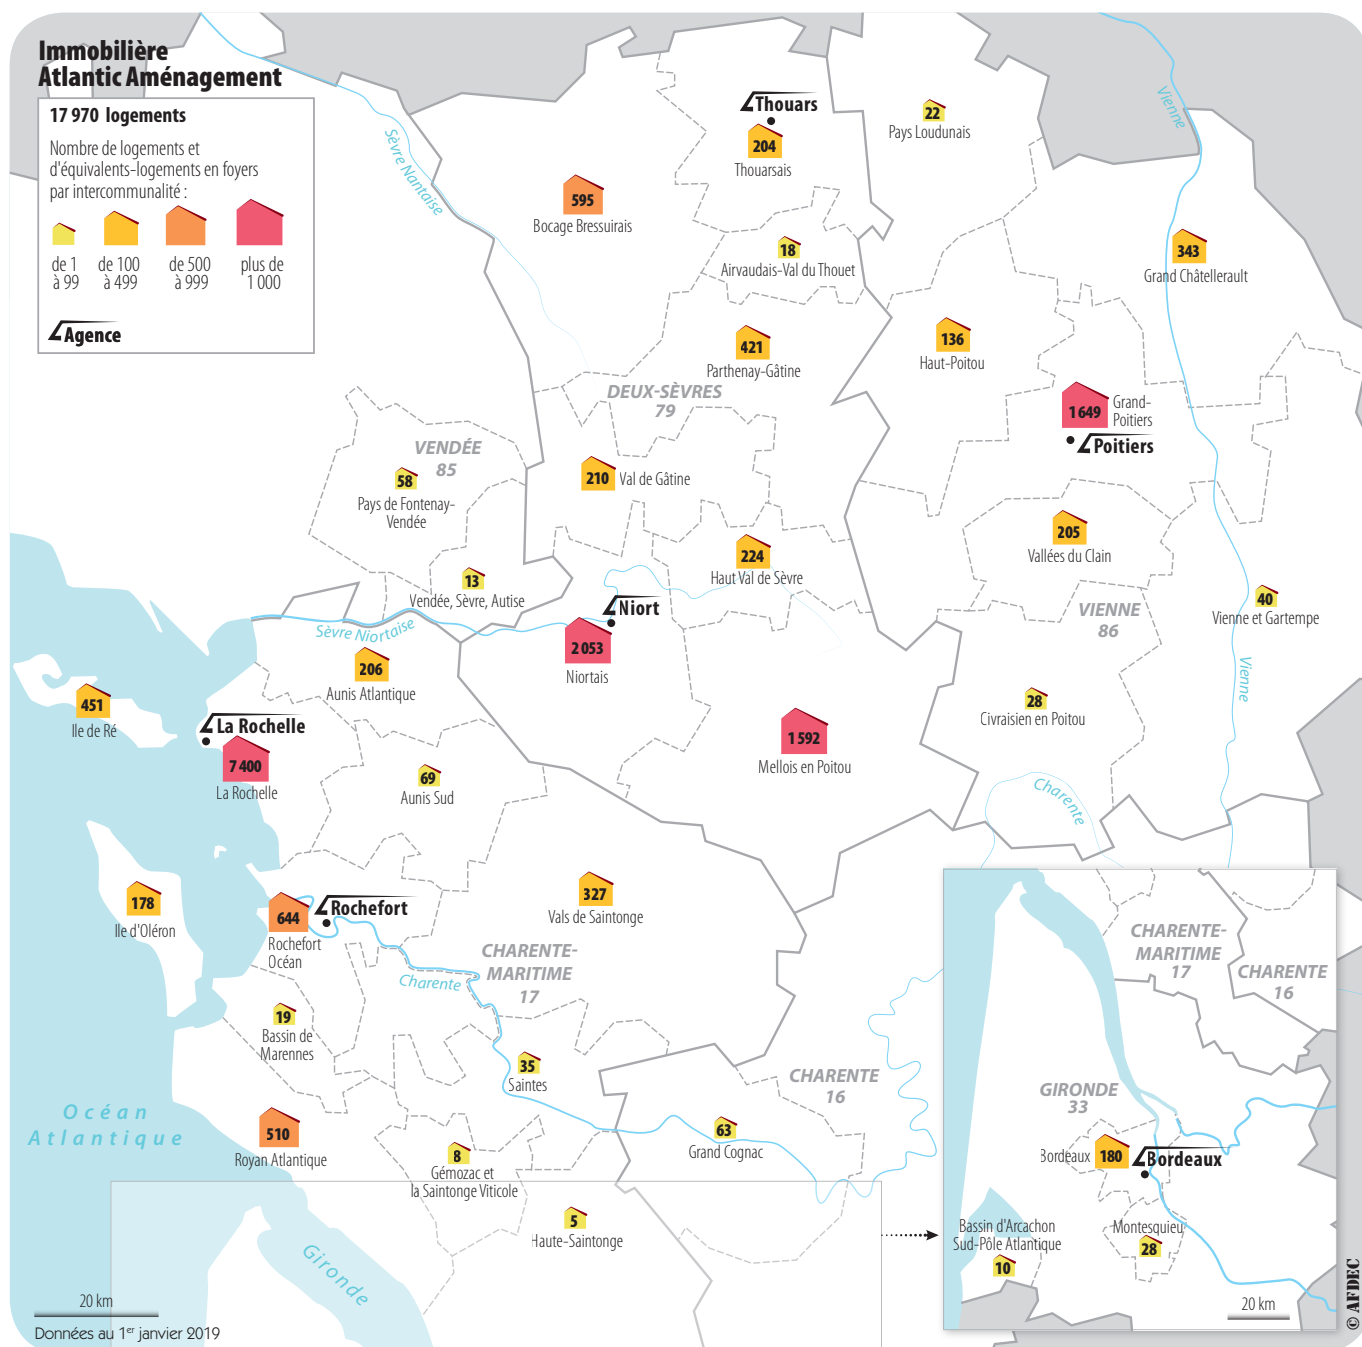 Immobilière
Atlantic Aménagement
17 970 logements
Nombre de logements et
d'équivalents-logements en foyers
par intercommunalité :
de 1
à 99
de 100
à 499
de 500
à 999
plus de
1 000
Agence
Sèvre Nantaise
Thouars
204
Thouarsais
22
Pays Loudunais
Vienne
595
Bocage Bressuirais
18
Airvaudais-Val du Thouet
343
Grand Châtellerault
421
Parthenay-Gâtine
136
Haut-Poitou
DEUX-SÈVRES
79
1 649
Grand-
Poitiers
Poitiers
VENDÉE
85
58
Pays de Fontenay-
Vendée
210
Val de Gâtine
205
Vallées du Clain
224
Haut Val de Sèvre
13
Vendée, Sèvre, Autise
Niort
VIENNE
86
40
Vienne et Gartempe
Sèvre Niortaise
2 053
Niortais
206
Aunis Atlantique
Vienne
451
Ile de Ré
28
Civraisien en Poitou
La Rochelle
7 400
La Rochelle
1 592
Mellois en Poitou
69
Aunis Sud
Charente
178
Ile d'Oléron
644
Rochefort
Rochefort
Océan
327
Vals de Saintonge
CHARENTE-
MARITIME
17
Charente
19
Bassin de
Marennes
35
Saintes
CHARENTE
16
Océan
Atlantique
510
Royan Atlantique
63
Grand Cognac
8
Gémozac et
la Saintonge Viticole
5
Haute-Saintonge
Gironde
CHARENTE-
MARITIME
17
CHARENTE
16
GIRONDE
33
Bordeaux
180
Bordeaux
Bassin d'Arcachon
Sud-Pôle Atlantique
10
Montesquieu
28
20 km
20 km
Données au 1er janvier 2019
© AFDEC